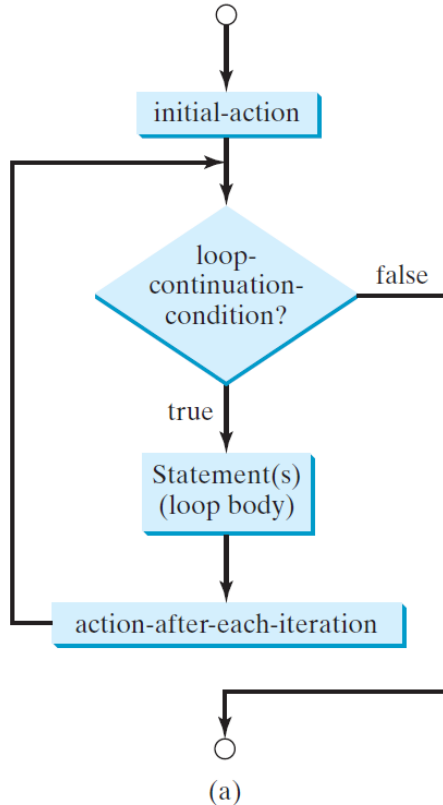 initial-action
loop-
continuation-
condition?
false
true
Statement(s)
(loop body)
action-after-each-iteration
(a)